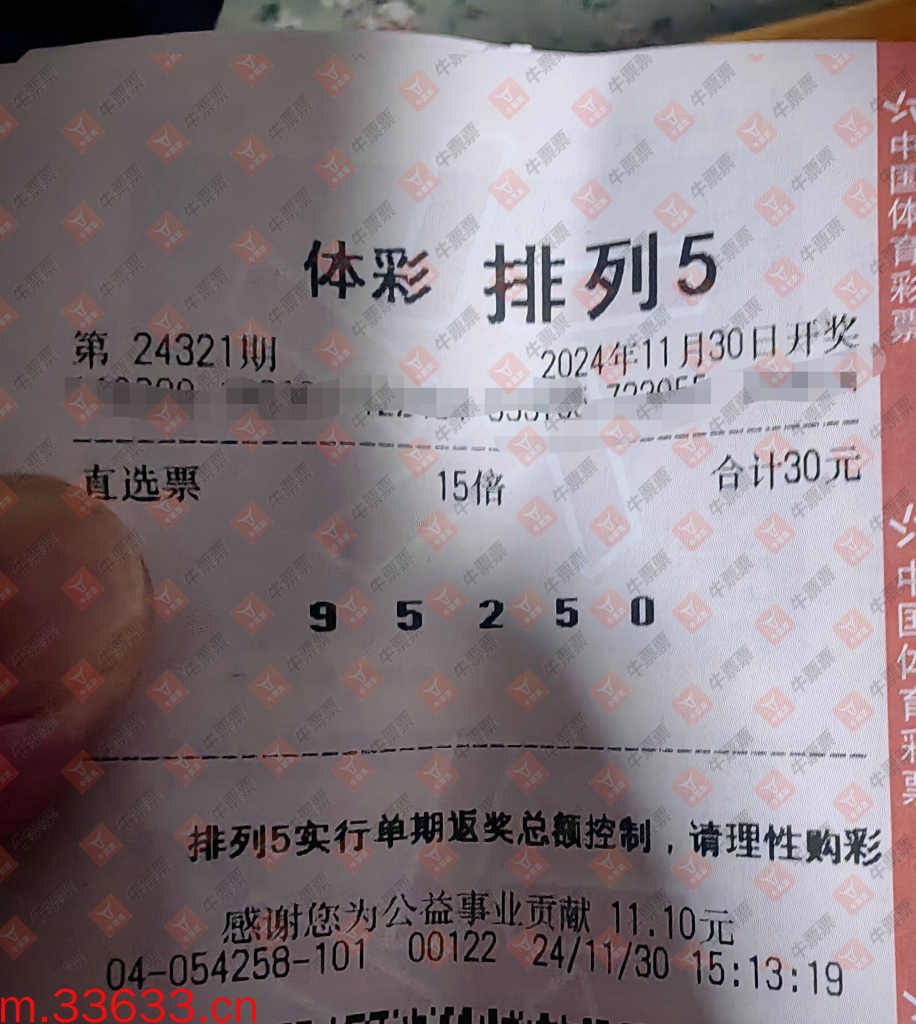 体彩 排列5
第 24321期 2024年11月30日开奖
直选票 15倍 合计30元
9 5 2 5 0
排列5实行单期返奖总额控制，请理性购彩
感谢您为公益事业贡献 11.10元
04-054258-101 00122 24/11/30 15:13:19
中国体育彩票
中国体育彩票
牛票票
m.33633.cn